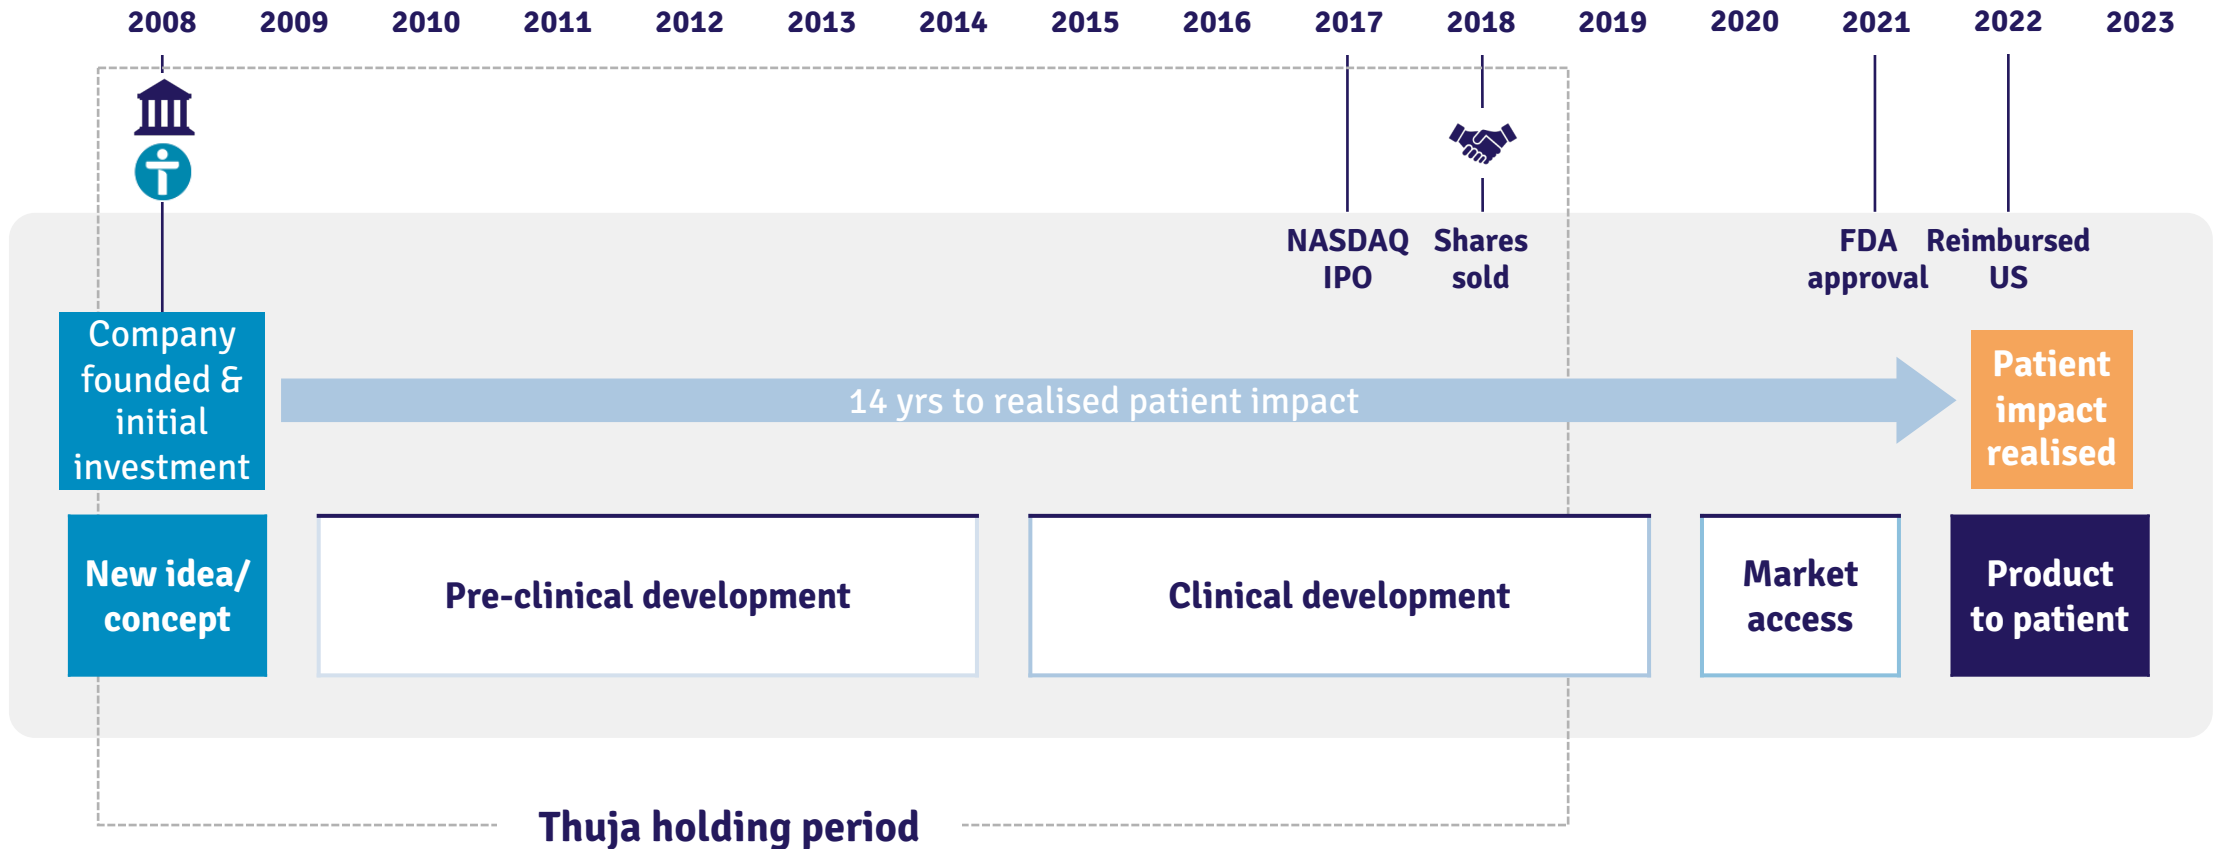 2008 2009 2010 2011 2012 2013 2014 2015 2016 2017 2018 2019 2020 2021 2022 2023
NASDAQ
IPO
Shares
sold
FDA
approval
Reimbursed
US
Company
founded &
initial
investment
14 yrs to realised patient impact
Patient
impact
realised
New idea/
concept
Pre-clinical development
Clinical development
Market
access
Product
to patient
Thuja holding period